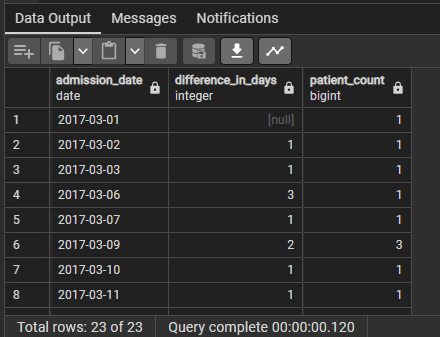 Data Output Messages Notifications
admission_date difference_in_days patient_count
date integer bigint
1 2017-03-01 [null] 1
2 2017-03-02 1 1
3 2017-03-03 1 1
4 2017-03-06 3 1
5 2017-03-07 1 1
6 2017-03-09 2 3
7 2017-03-10 1 1
8 2017-03-11 1 1
Total rows: 23 of 23 Query complete 00:00:00.120